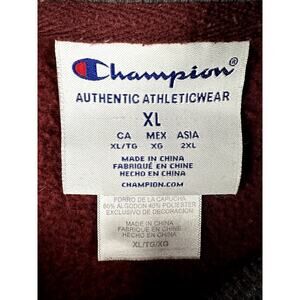 Champion
AUTHENTIC ATHLETICWEAR
XL
CA MEX ASIA
XL/TG XG 2XL
MADE IN CHINA
FABRIQUÉ EN CHINE
HECHO EN CHINA
CHAMPION.COM
FORRO DE LA CAPUCHA
60% ALGODON 40% POLIESTER
EXCLUSIVO DE DECORACION
MADE IN CHINA
FABRIQUE EN CHINE
HECHO EN CHINA
XL/TG/XG